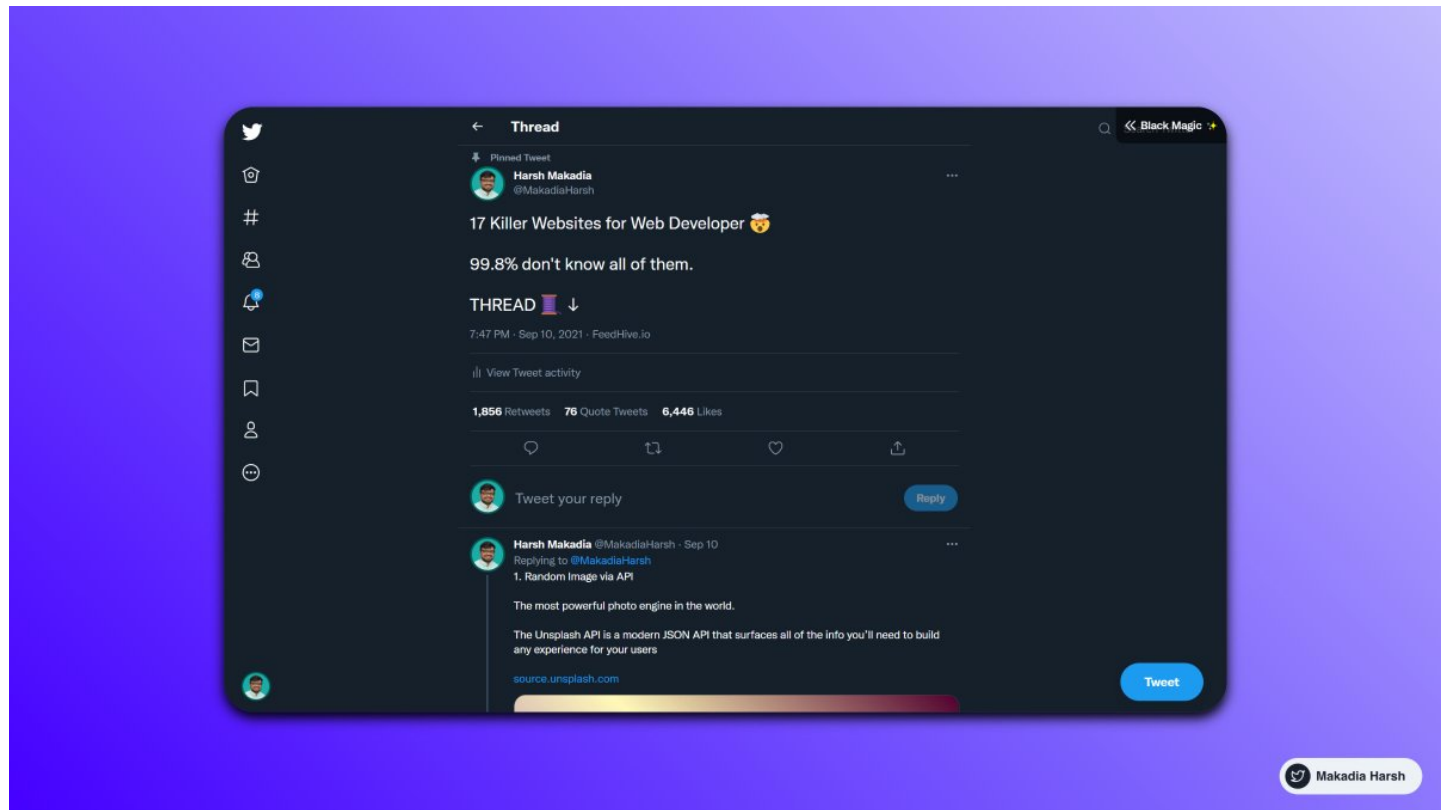 Thread
Black Magic ✨
Pinned Tweet
Harsh Makadia
@MakadiaHarsh
17 Killer Websites for Web Developer 🤯
99.8% don't know all of them.
THREAD 🧵 ↓
7:47 PM · Sep 10, 2021 · FeedHive.io
View Tweet activity
1,856 Retweets 76 Quote Tweets 6,446 Likes
Tweet your reply
Reply
Harsh Makadia @MakadiaHarsh · Sep 10
Replying to @MakadiaHarsh
1. Random Image via API
The most powerful photo engine in the world.
The Unsplash API is a modern JSON API that surfaces all of the info you'll need to build
any experience for your users
source.unsplash.com
Tweet
Makadia Harsh